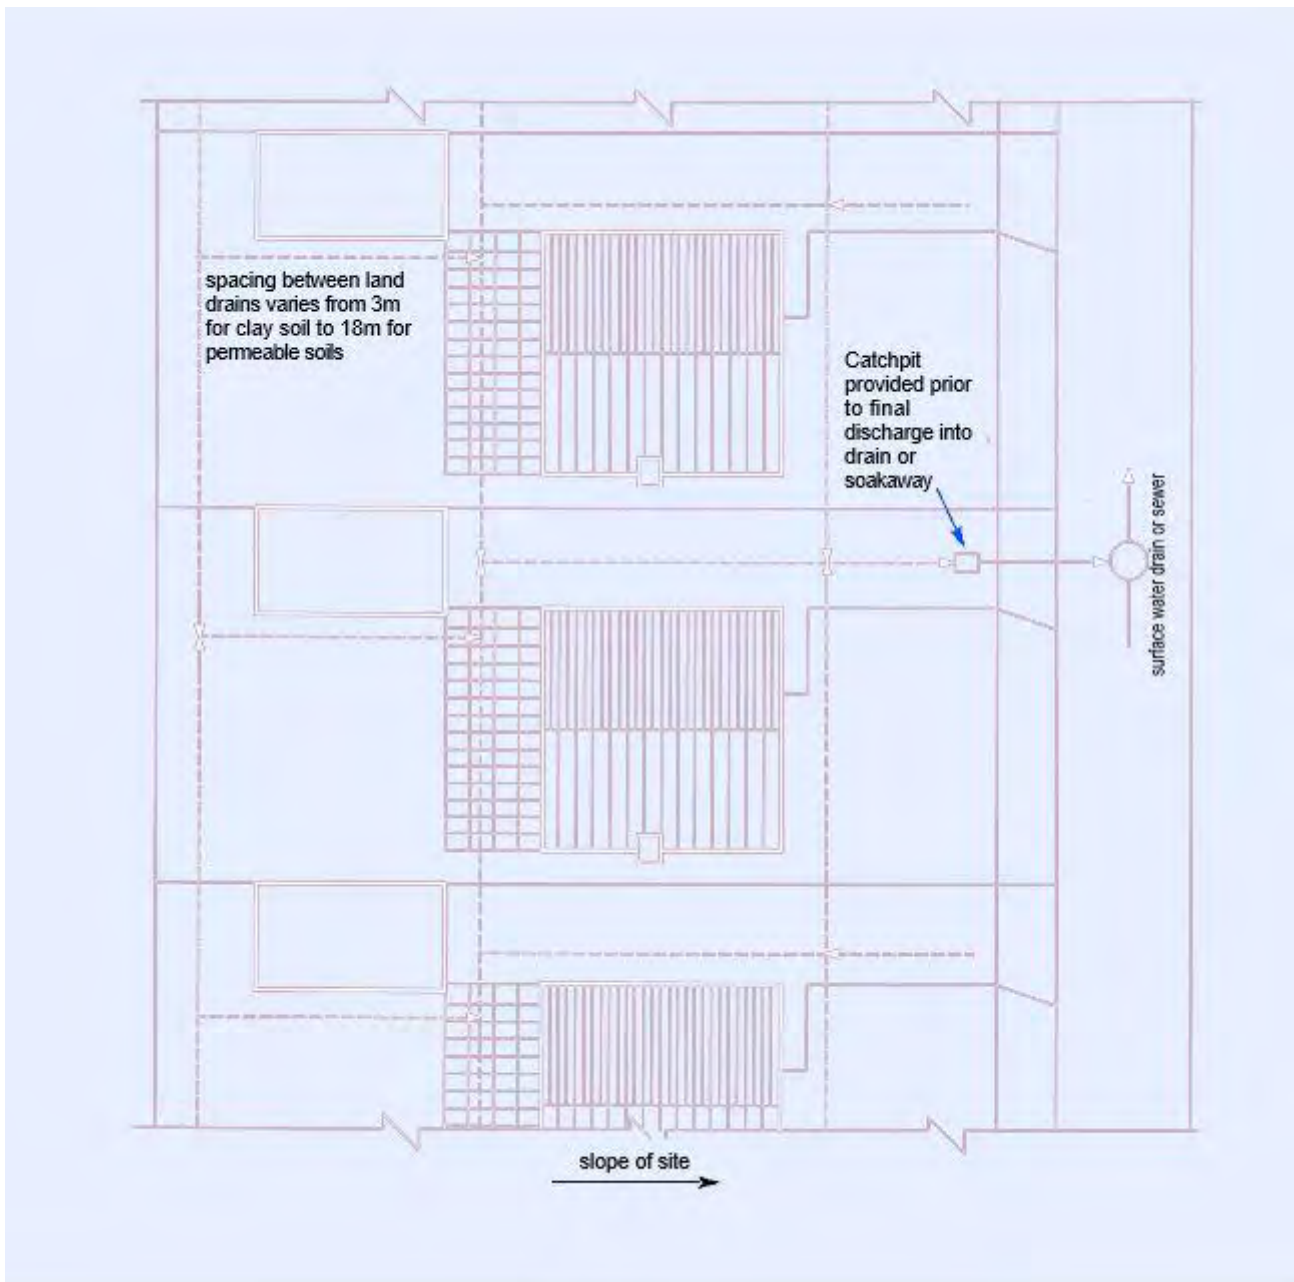 spacing between land
drains varies from 3m
for clay soil to 18m for
permeable soils
Catchpit
provided prior
to final
discharge into
drain or
soakaway
surface water drain or sewer
slope of site